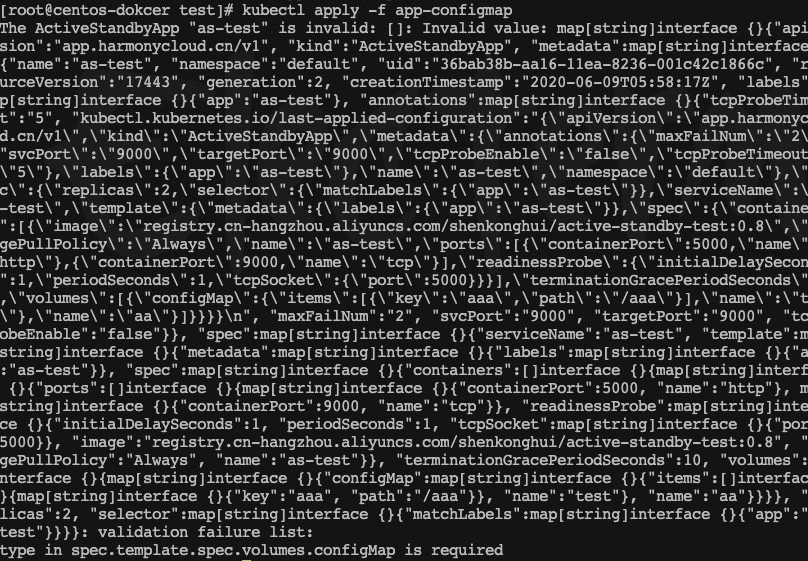 [root@centos-dokcer test]# kubectl apply -f app-configmap
The ActiveStandbyApp "as-test" is invalid: []: Invalid value: map[string]interface {}{"api
sion":"app.harmonycloud.cn/v1", "kind":"ActiveStandbyApp", "metadata":map[string]interface
{"name":"as-test", "namespace":"default", "uid":"36bab38b-aa16-11ea-8236-001c42c1866c", "r
urceVersion":"17443", "generation":2, "creationTimestamp":"2020-06-09T05:58:17Z", "labels"
p[string]interface {}{"app":"as-test"}, "annotations":map[string]interface {}{"tcpProbeTim
t":"5", "kubectl.kubernetes.io/last-applied-configuration":"{\"apiVersion\":\"app.harmonyc
d.cn/v1\",\"kind\":\"ActiveStandbyApp\",\"metadata\":{\"annotations\":{\"maxFailNum\":\"2\
"svcPort\":\"9000\",\"targetPort\":\"9000\",\"tcpProbeEnable\":\"false\",\"tcpProbeTimeout
\"5\"},\"labels\":{\"app\":\"as-test\"},\"name\":\"as-test\",\"namespace\":\"default\"},\"
c\":{\"replicas\":2,\"selector\":{\"matchLabels\":{\"app\":\"as-test\"}},\"serviceName\":\
-test\",\"template\":{\"metadata\":{\"labels\":{\"app\":\"as-test\"}},\"spec\":{\"containe
:[{\"image\":\"registry.cn-hangzhou.aliyuncs.com/shenkonghui/active-standby-test:0.8\",\"
gePullPolicy\":\"Always\",\"name\":\"as-test\",\"ports\":[{\"containerPort\":5000,\"name\"
http\"},{\"containerPort\":9000,\"name\":\"tcp\"}],\"readinessProbe\":{\"initialDelaySecon
":1,\"periodSeconds\":1,\"tcpSocket\":{\"port\":5000}}}],\"terminationGracePeriodSeconds\"
,\"volumes\":[{\"configMap\":{\"items\":[{\"key\":\"aaa\",\"path\":\"/aaa\"}],\"name\":\"t
\"},\"name\":\"aa\"}]}}}}\n", "maxFailNum":"2", "svcPort":"9000", "targetPort":"9000", "tc
obeEnable":"false"}}, "spec":map[string]interface {}{"serviceName":"as-test", "template":m
string]interface {}{"metadata":map[string]interface {}{"labels":map[string]interface {}{"a
:"as-test"}}, "spec":map[string]interface {}{"containers":[]interface {}{map[string]interf
{}{"ports":[]interface {}{map[string]interface {}{"containerPort":5000, "name":"http"}, m
string]interface {}{"containerPort":9000, "name":"tcp"}}, "readinessProbe":map[string]inte
ce {}{"initialDelaySeconds":1, "periodSeconds":1, "tcpSocket":map[string]interface {}{"por
5000}}, "image":"registry.cn-hangzhou.aliyuncs.com/shenkonghui/active-standby-test:0.8", "
gePullPolicy":"Always", "name":"as-test"}}, "terminationGracePeriodSeconds":10, "volumes":
nterface {}{map[string]interface {}{"configMap":map[string]interface {}{"items":[]interfac
}{map[string]interface {}{"key":"aaa", "path":"/aaa"}}, "name":"test"}, "name":"aa"}}}}, "
licas":2, "selector":map[string]interface {}{"matchLabels":map[string]interface {}{"app":"
test"}}}}: validation failure list:
type in spec.template.spec.volumes.configMap is required